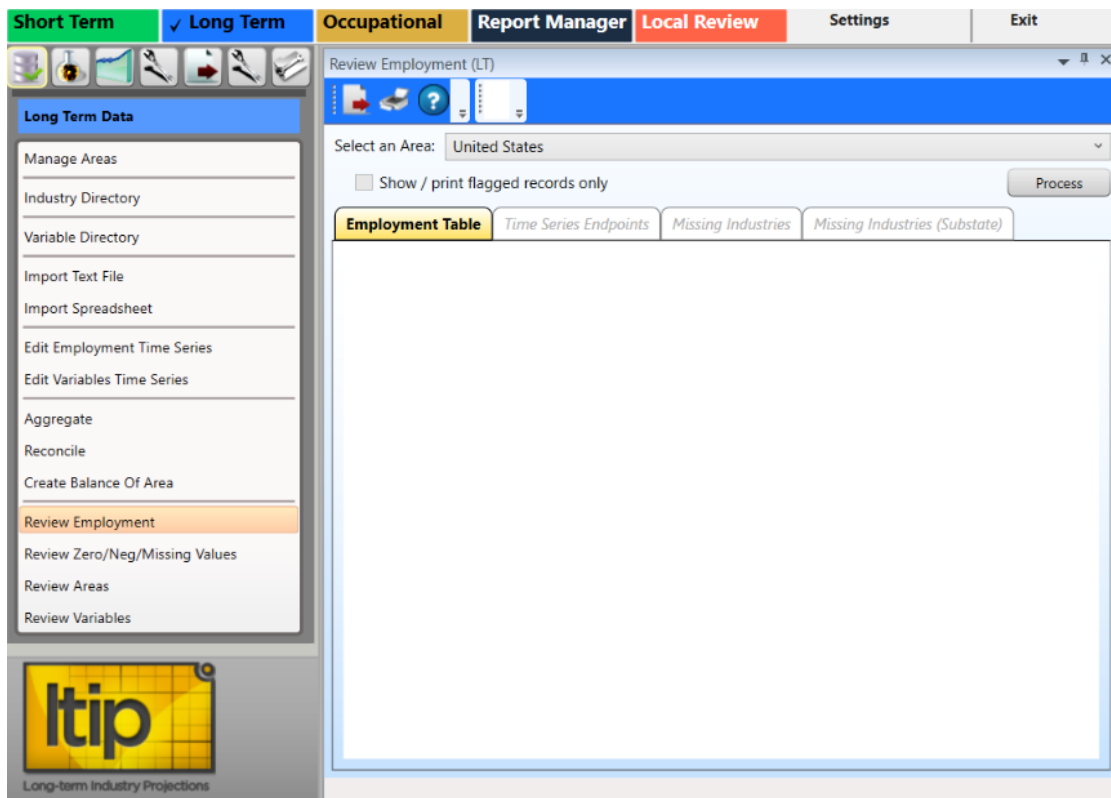 Short Term ✓ Long Term Occupational Report Manager Local Review Settings Exit
Review Employment (LT)
Long Term Data
Manage Areas
Industry Directory
Variable Directory
Import Text File
Import Spreadsheet
Edit Employment Time Series
Edit Variables Time Series
Aggregate
Reconcile
Create Balance Of Area
Review Employment
Review Zero/Neg/Missing Values
Review Areas
Review Variables
ltip
Long-term Industry Projections
?
Select an Area: United States
Show / print flagged records only
Process
Employment Table Time Series Endpoints Missing Industries Missing Industries (Substate)